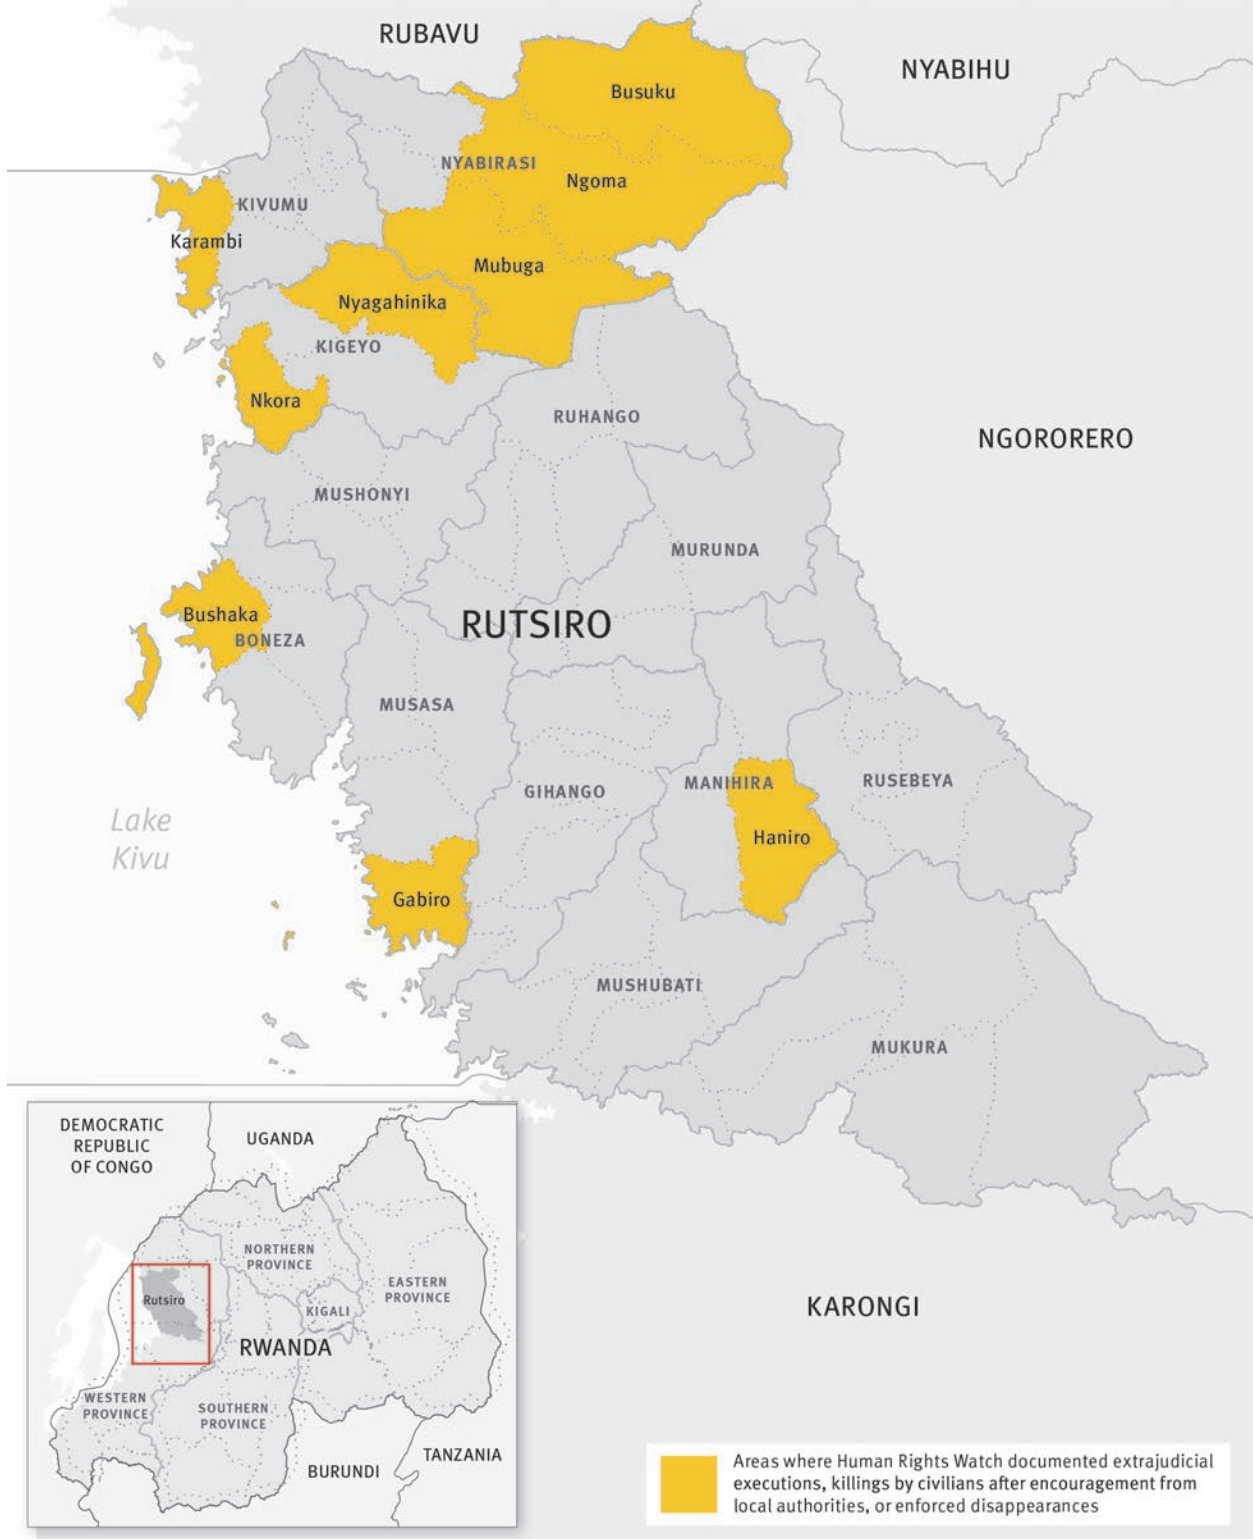 RUBAVU
NYABIHU
Busuku
NYABIRASI
Ngoma
KIVUMU
Karambi
Mubuga
Nyagahinika
KIGEYO
Nkora
RUHANGO
NGORORERO
MUSHONYI
MURUNDA
Bushaka
RUTSIRO
BONEZA
MUSASA
MANIHIRA
RUSEBEYA
GIHANGO
Lake
Kivu
Haniro
Gabiro
MUSHUBATI
MUKURA
DEMOCRATIC
REPUBLIC
OF CONGO
UGANDA
NORTHERN
PROVINCE
EASTERN
PROVINCE
Rutsiro
KIGALI
RWANDA
WESTERN
PROVINCE
SOUTHERN
PROVINCE
TANZANIA
BURUNDI
KARONGI
Areas where Human Rights Watch documented extrajudicial
executions, killings by civilians after encouragement from
local authorities, or enforced disappearances